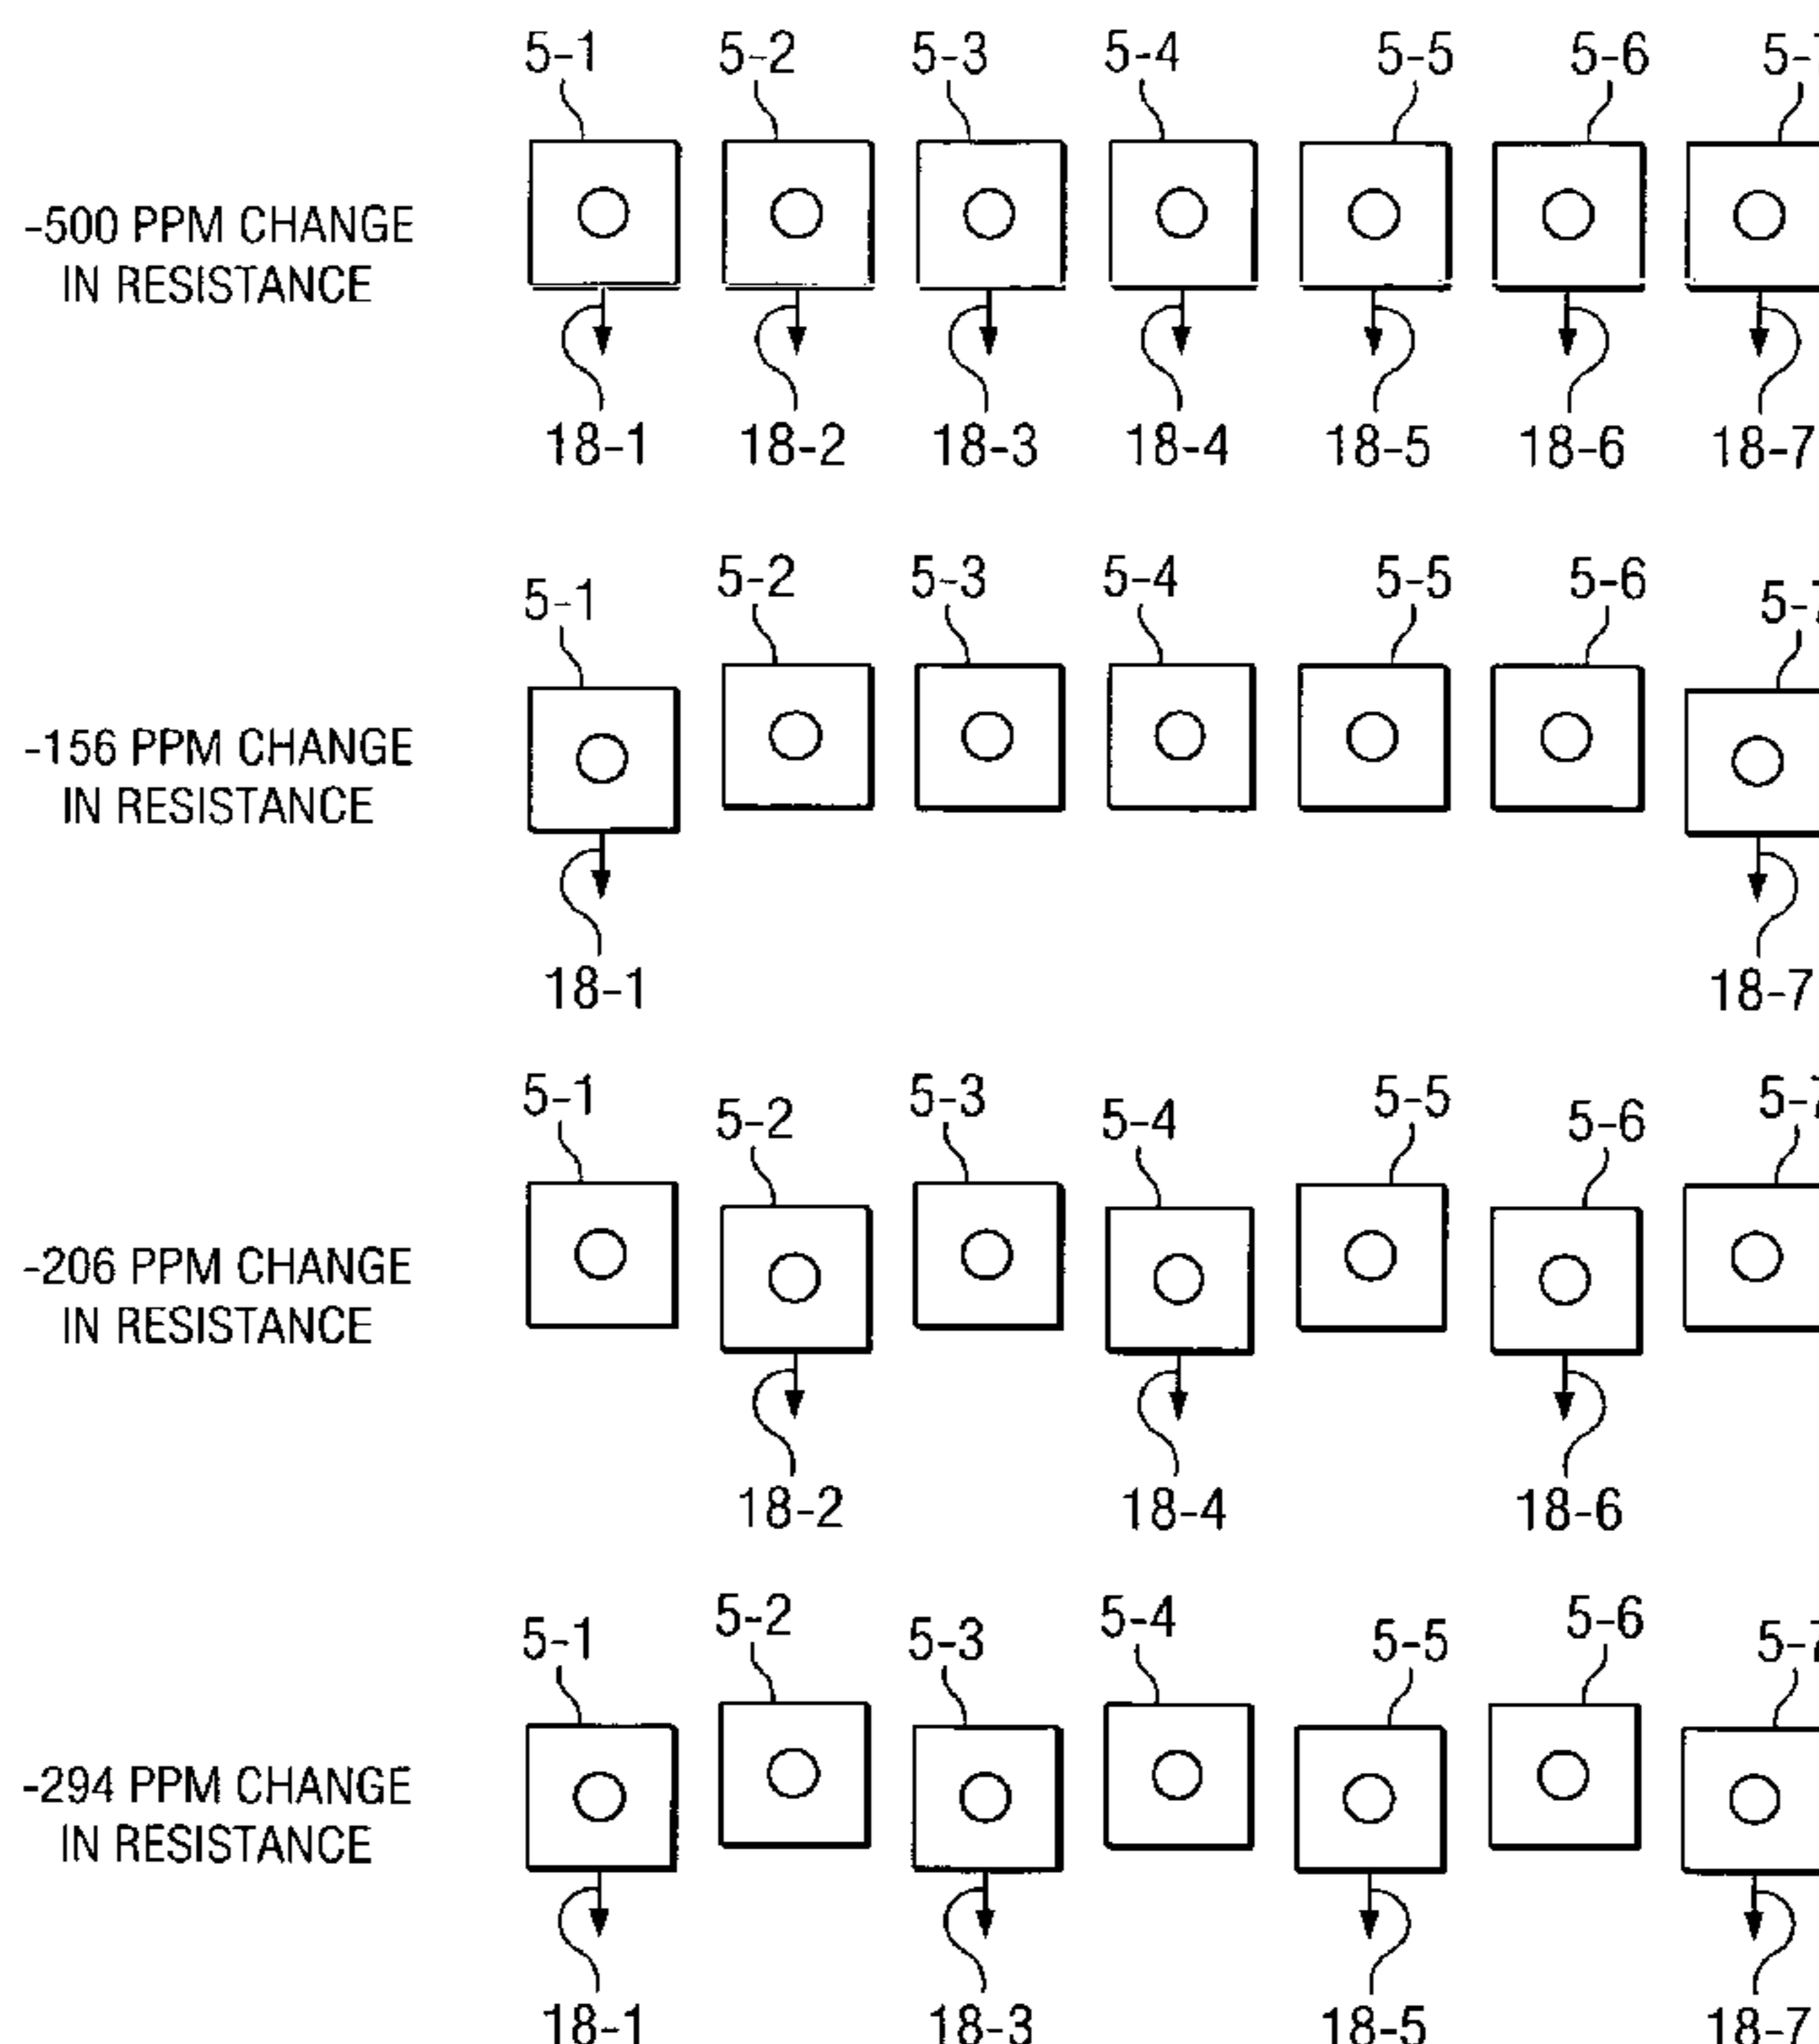 5-1 5-2 5-3 5-4 5-5 5-6
-500 PPM CHANGE
IN RESISTANCE
18-1 18-2 18-3 18-4 18-5 18-6 18-7
5-2 5-3 5-4 5-5 5-6
5-1
-156 PPM CHANGE
IN RESISTANCE
18-1 18-7
5-1 5-3 5-5
5-2 5-4 5-6
-206 PPM CHANGE
IN RESISTANCE
18-2 18-4 18-6
5-2 5-4 5-6
5-1 5-3 5-5
-294 PPM CHANGE
IN RESISTANCE
18-1 18-3 18-5 18-7